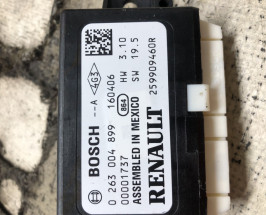 BOSCH
0 263 004 899
00001737
ASSEMBLED IN MEXICO
RENAULT
--A
4G3
160406
864
HW 3.10
SW 19.5
259909460R